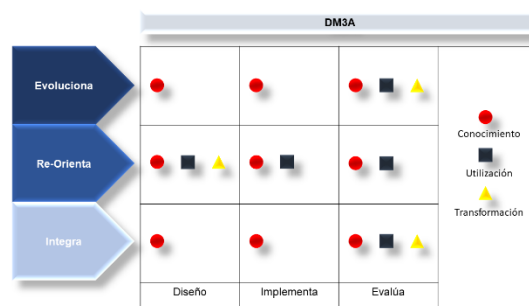 DM3A
Evoluciona
Re-Orienta
Integra
Conocimiento
Utilización
Transformación
Diseño
Implementa
Evalúa